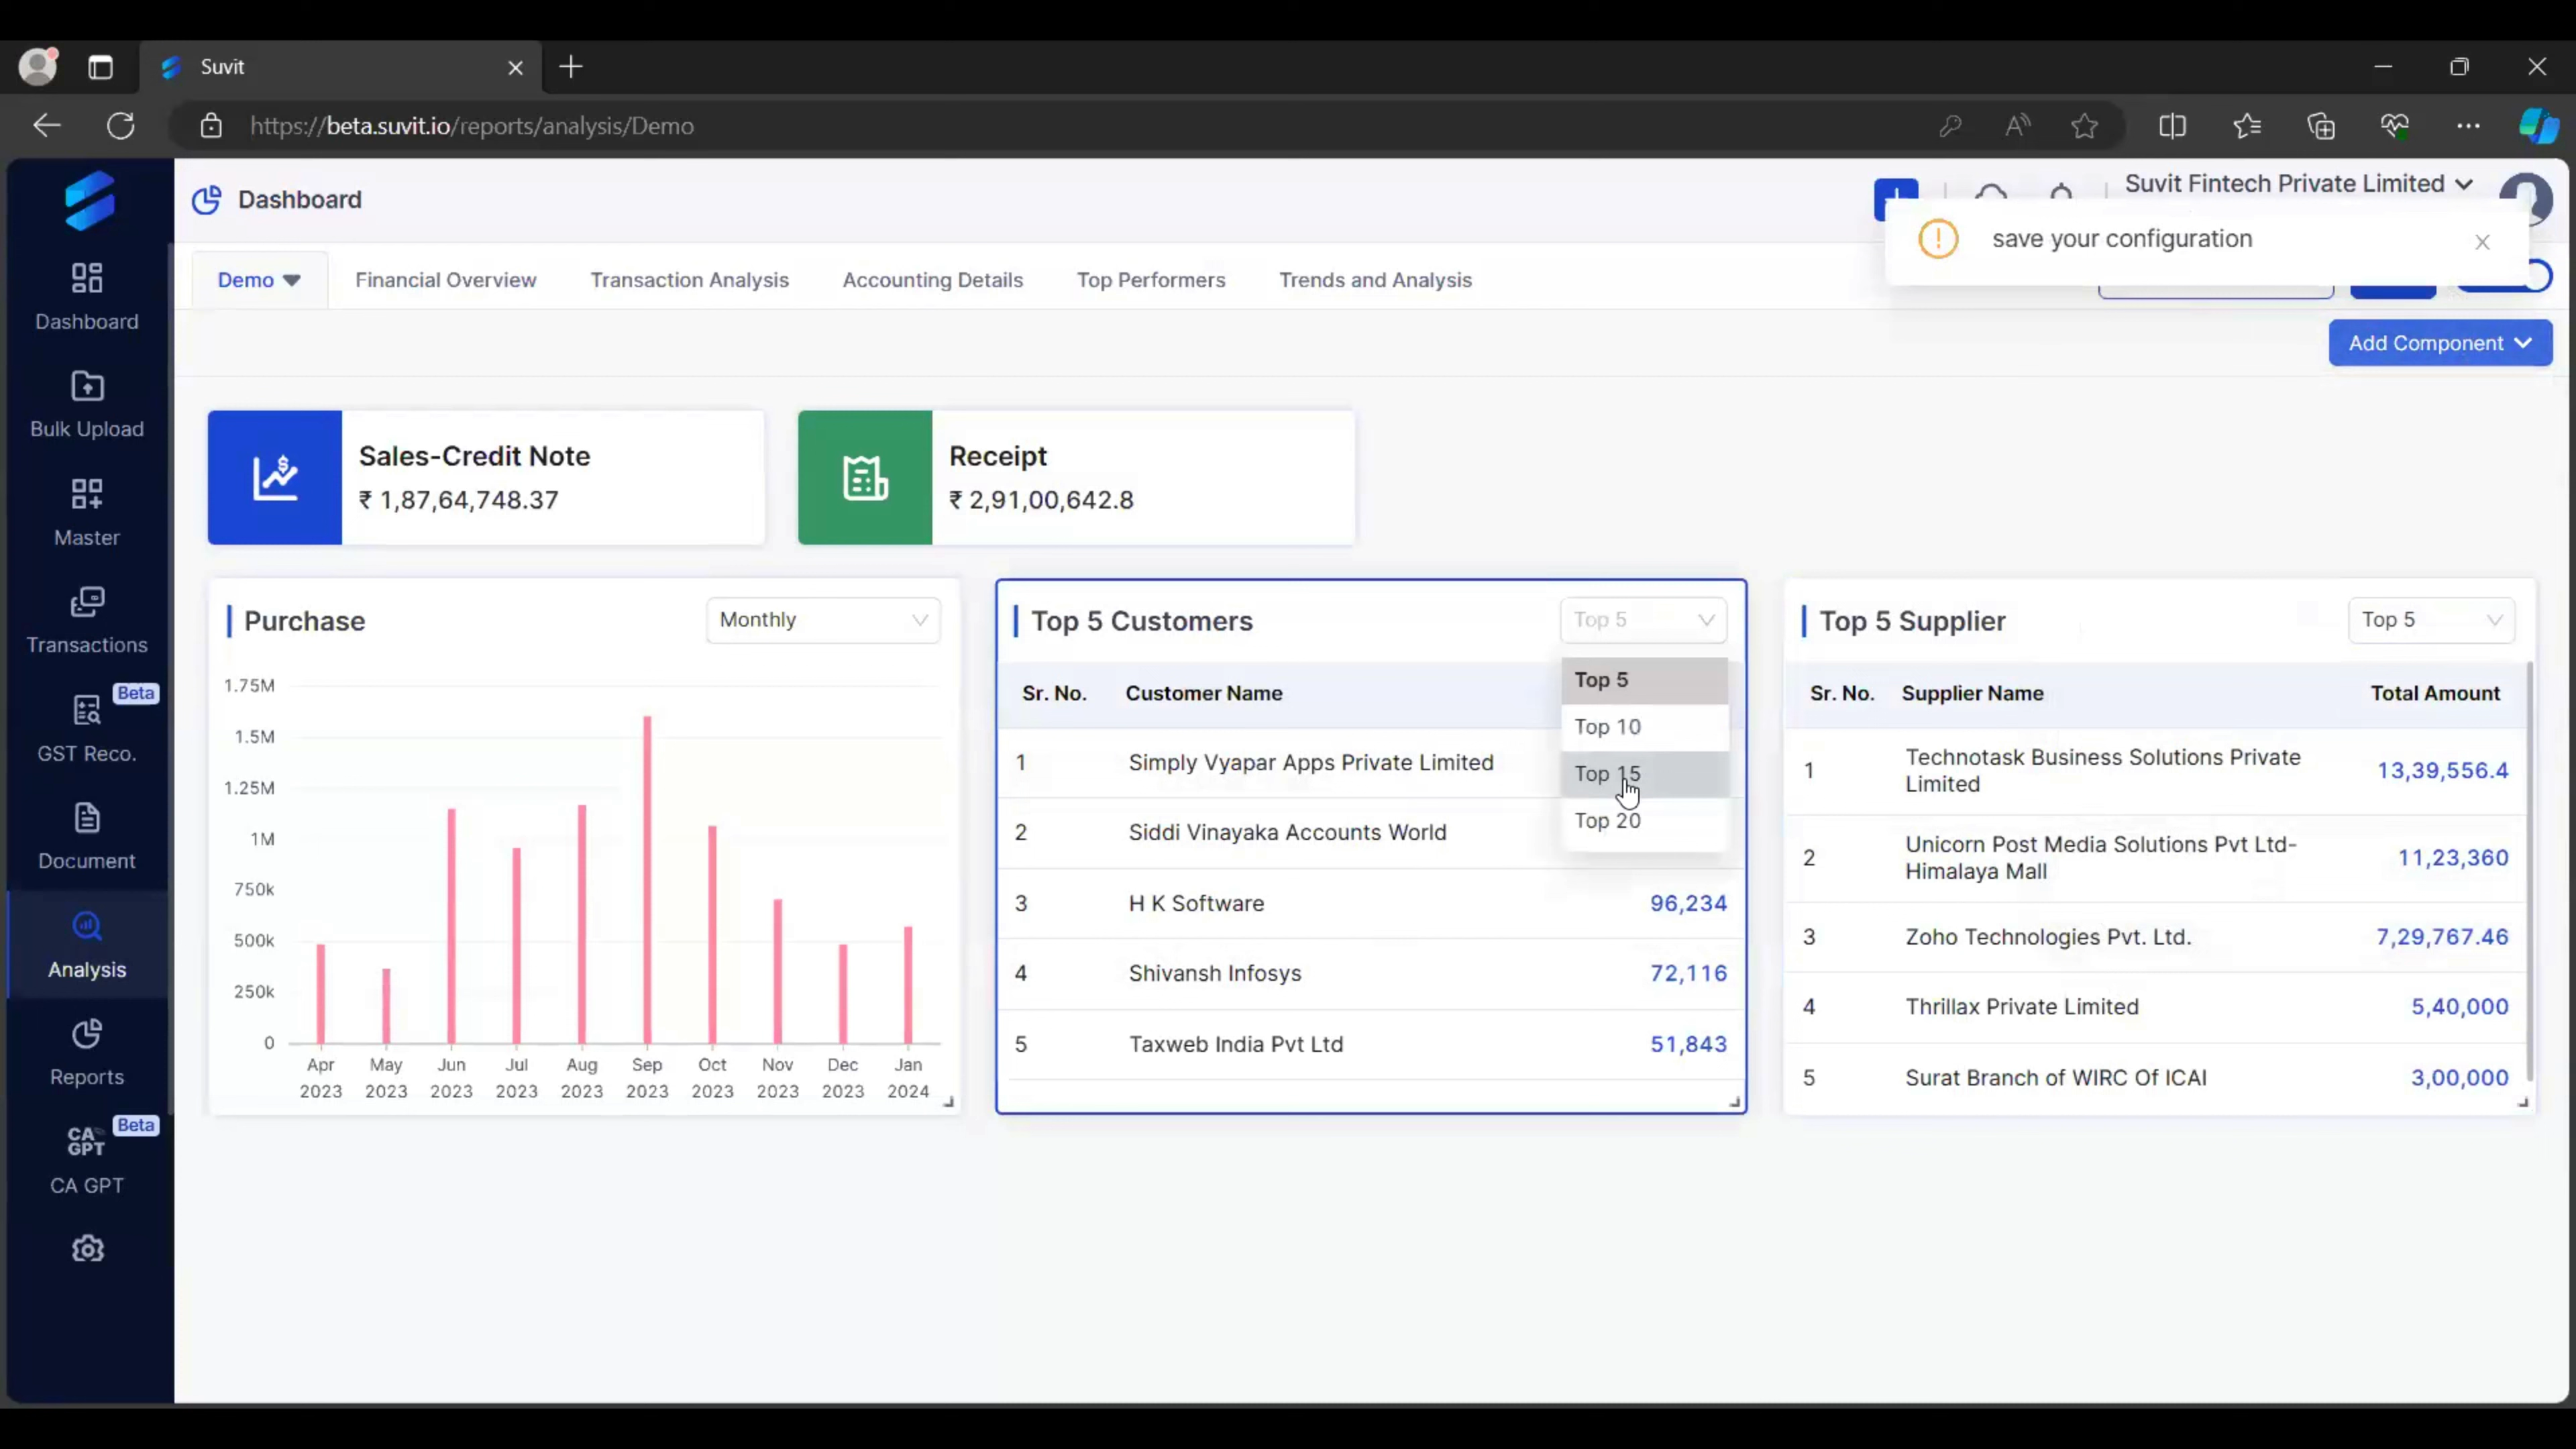 Suvit
https://beta.suvit.io/reports/analysis/Demo
Dashboard
Suvit Fintech Private Limited
save your configuration
Demo
Financial Overview
Transaction Analysis
Accounting Details
Top Performers
Trends and Analysis
Add Component
Dashboard
Bulk Upload
Master
Transactions
Beta
GST Reco.
Document
Analysis
Reports
Beta
CA GPT
CA GPT
Sales-Credit Note
₹ 1,87,64,748.37
Receipt
₹ 2,91,00,642.8
Purchase
Monthly
1.75M
1.5M
1.25M
1M
750k
500k
250k
0
Apr 2023
May 2023
Jun 2023
Jul 2023
Aug 2023
Sep 2023
Oct 2023
Nov 2023
Dec 2023
Jan 2024
Top 5 Customers
Top 5
Top 5
Top 10
Top 15
Top 20
Sr. No. Customer Name
1 Simply Vyapar Apps Private Limited
2 Siddi Vinayaka Accounts World
3 H K Software 96,234
4 Shivansh Infosys 72,116
5 Taxweb India Pvt Ltd 51,843
Top 5 Supplier
Top 5
Sr. No. Supplier Name Total Amount
1 Technotask Business Solutions Private Limited 13,39,556.4
2 Unicorn Post Media Solutions Pvt Ltd-Himalaya Mall 11,23,360
3 Zoho Technologies Pvt. Ltd. 7,29,767.46
4 Thrillax Private Limited 5,40,000
5 Surat Branch of WIRC Of ICAI 3,00,000